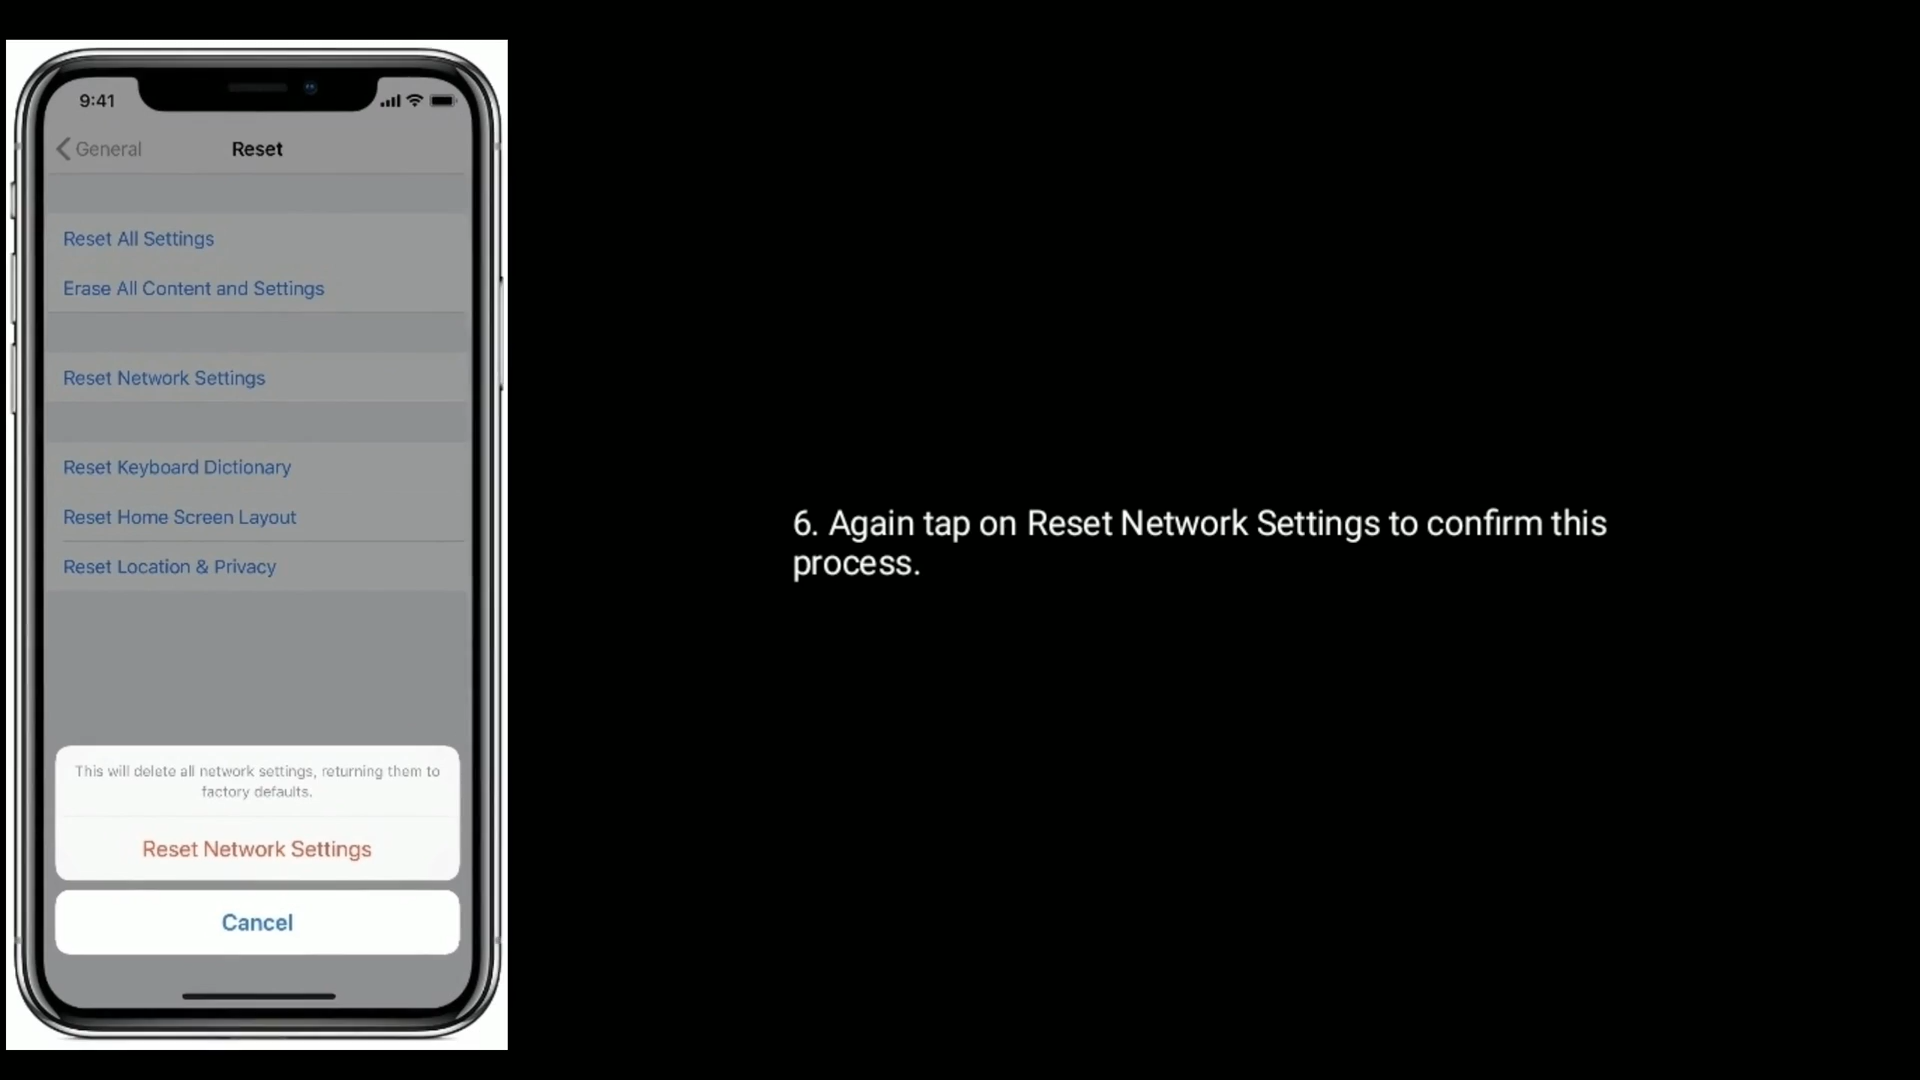 9:41
General
Reset
Reset All Settings
Erase All Content and Settings
Reset Network Settings
Reset Keyboard Dictionary
Reset Home Screen Layout
Reset Location & Privacy
This will delete all network settings, returning them to
factory defaults.
Reset Network Settings
Cancel
6. Again tap on Reset Network Settings to confirm this
process.